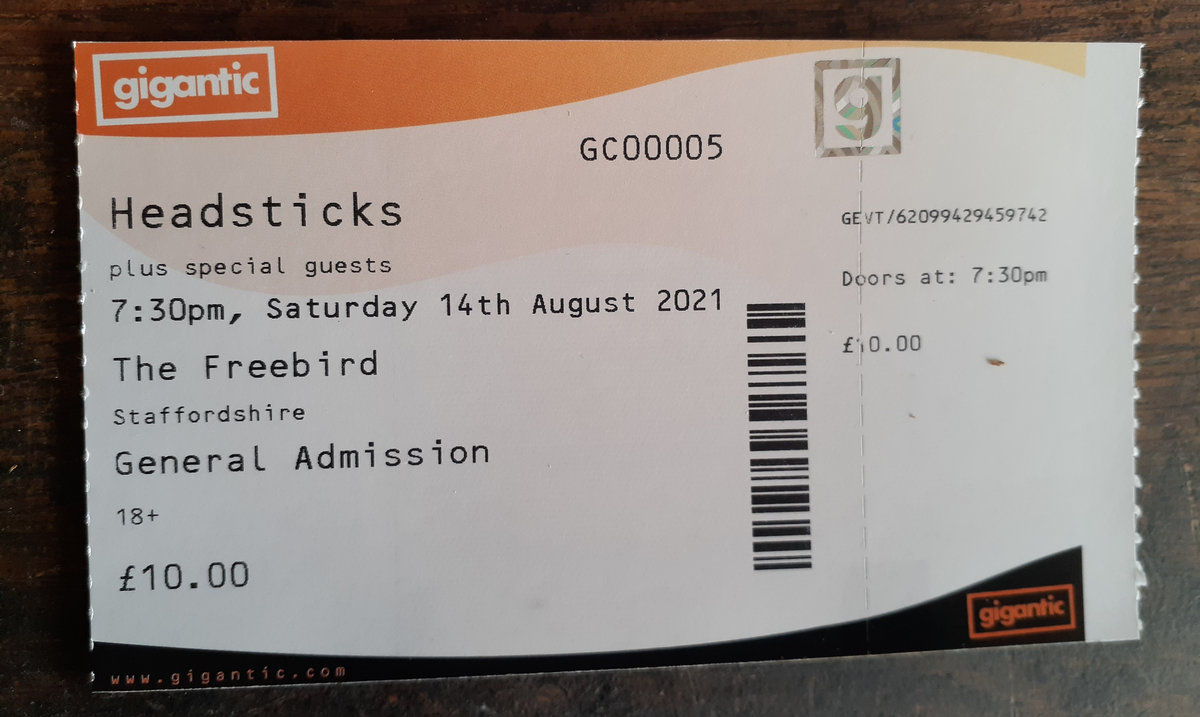 gigantic
GC00005
Headsticks
plus special guests
7:30pm, Saturday 14th August 2021
The Freebird
Staffordshire
General Admission
18+
£10.00
www.gigantic.com
g
GEVT/62099429459742
Doors at: 7:30pm
£10.00
gigantic